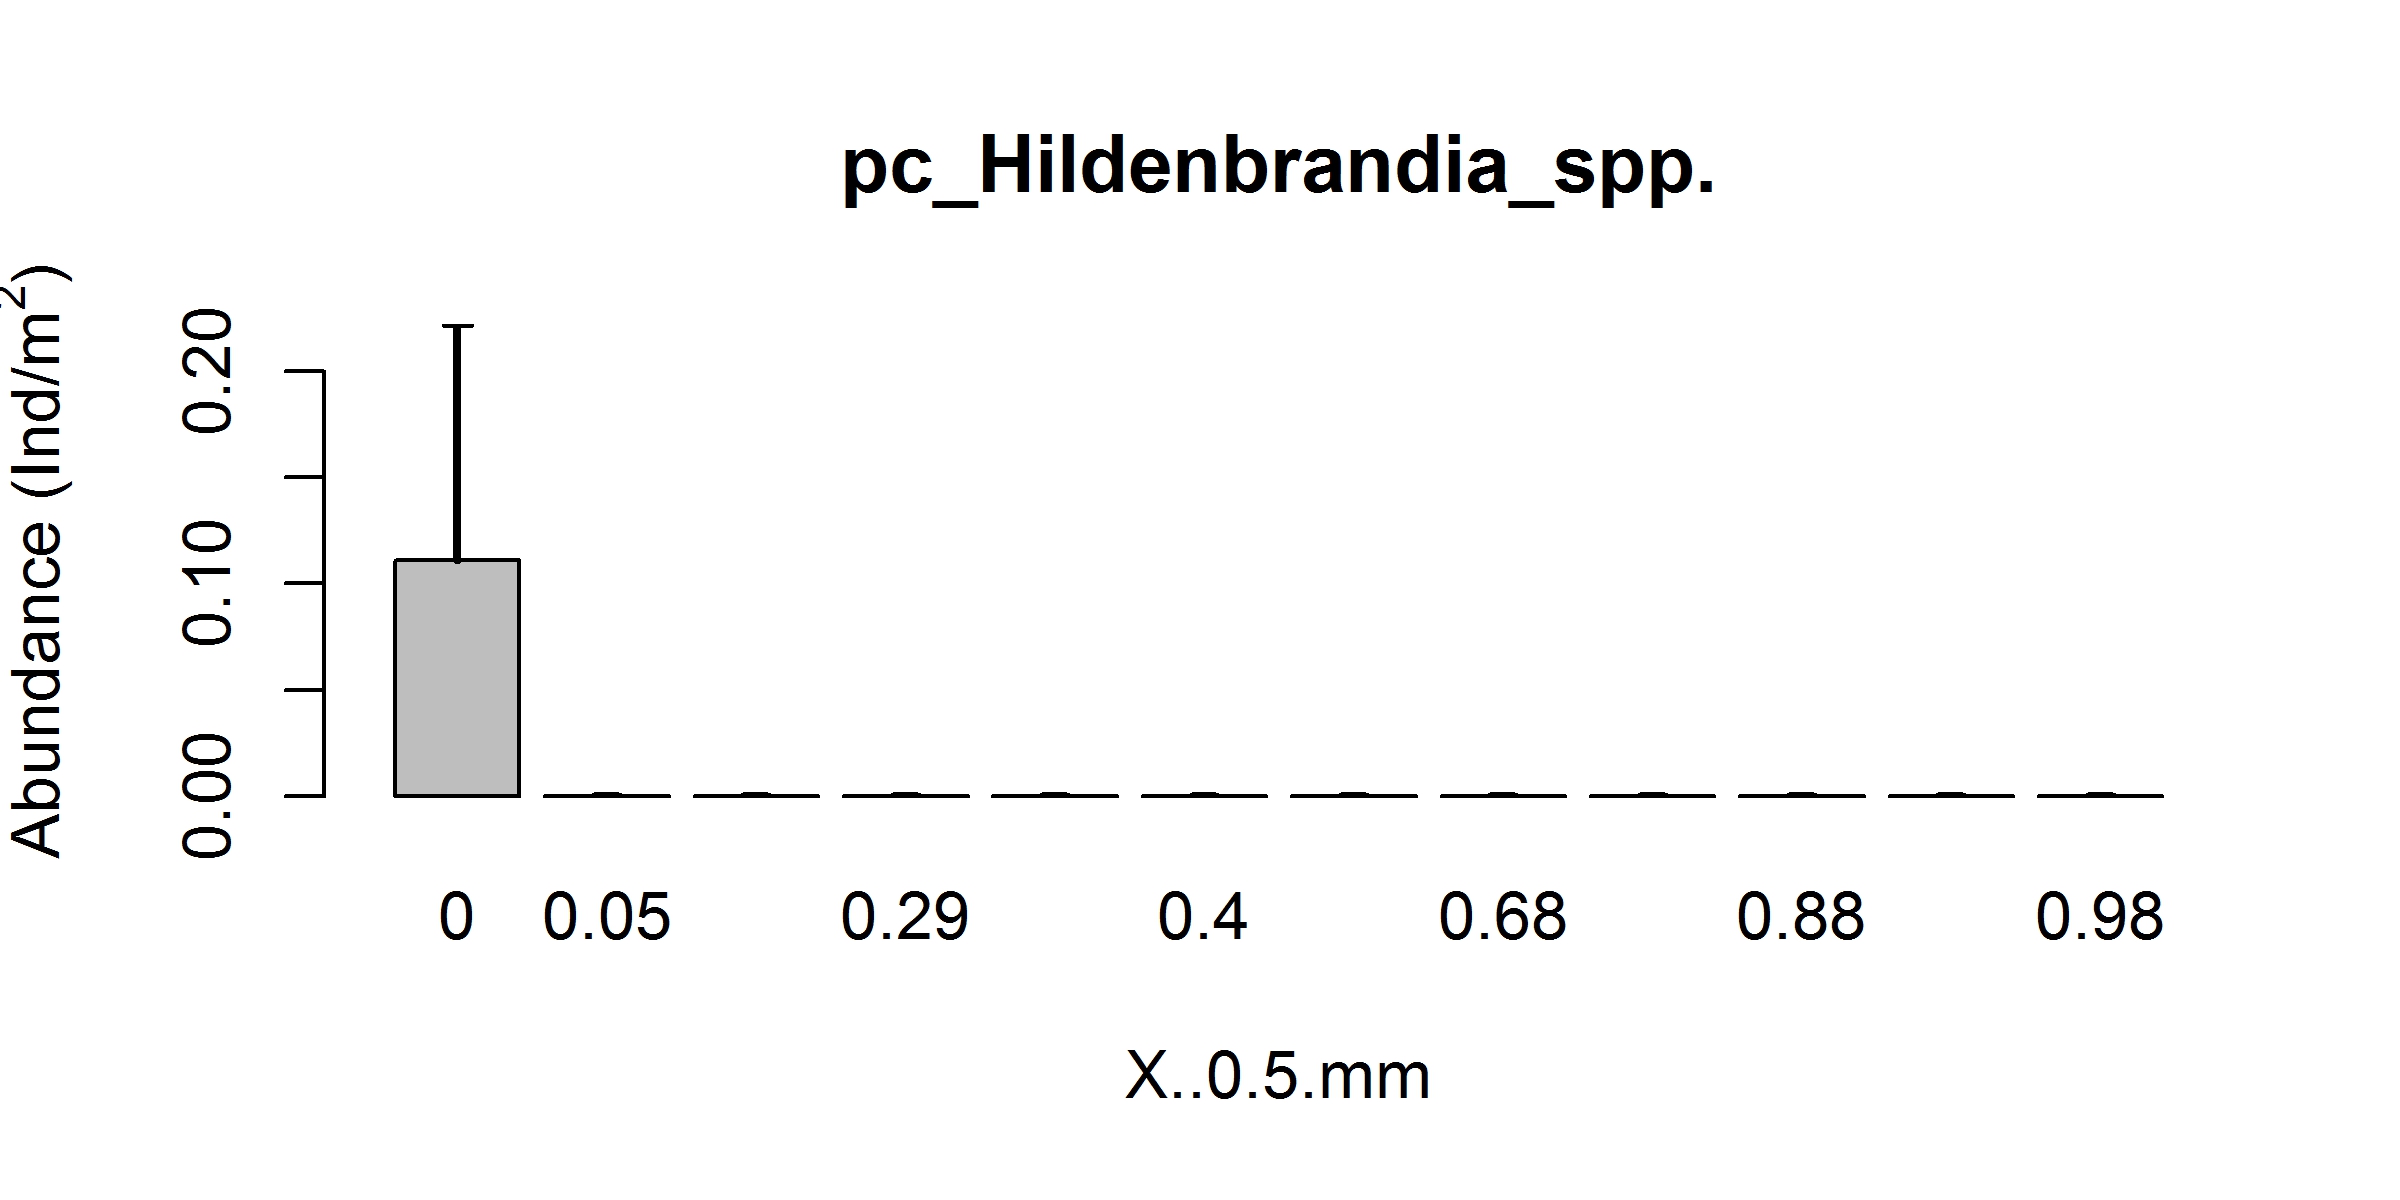 pc_Hildenbrandia_spp.
Abundance (Ind/m²)
0.20
0.10
0.00
0 0.05 0.29 0.4 0.68 0.88 0.98
X..0.5.mm